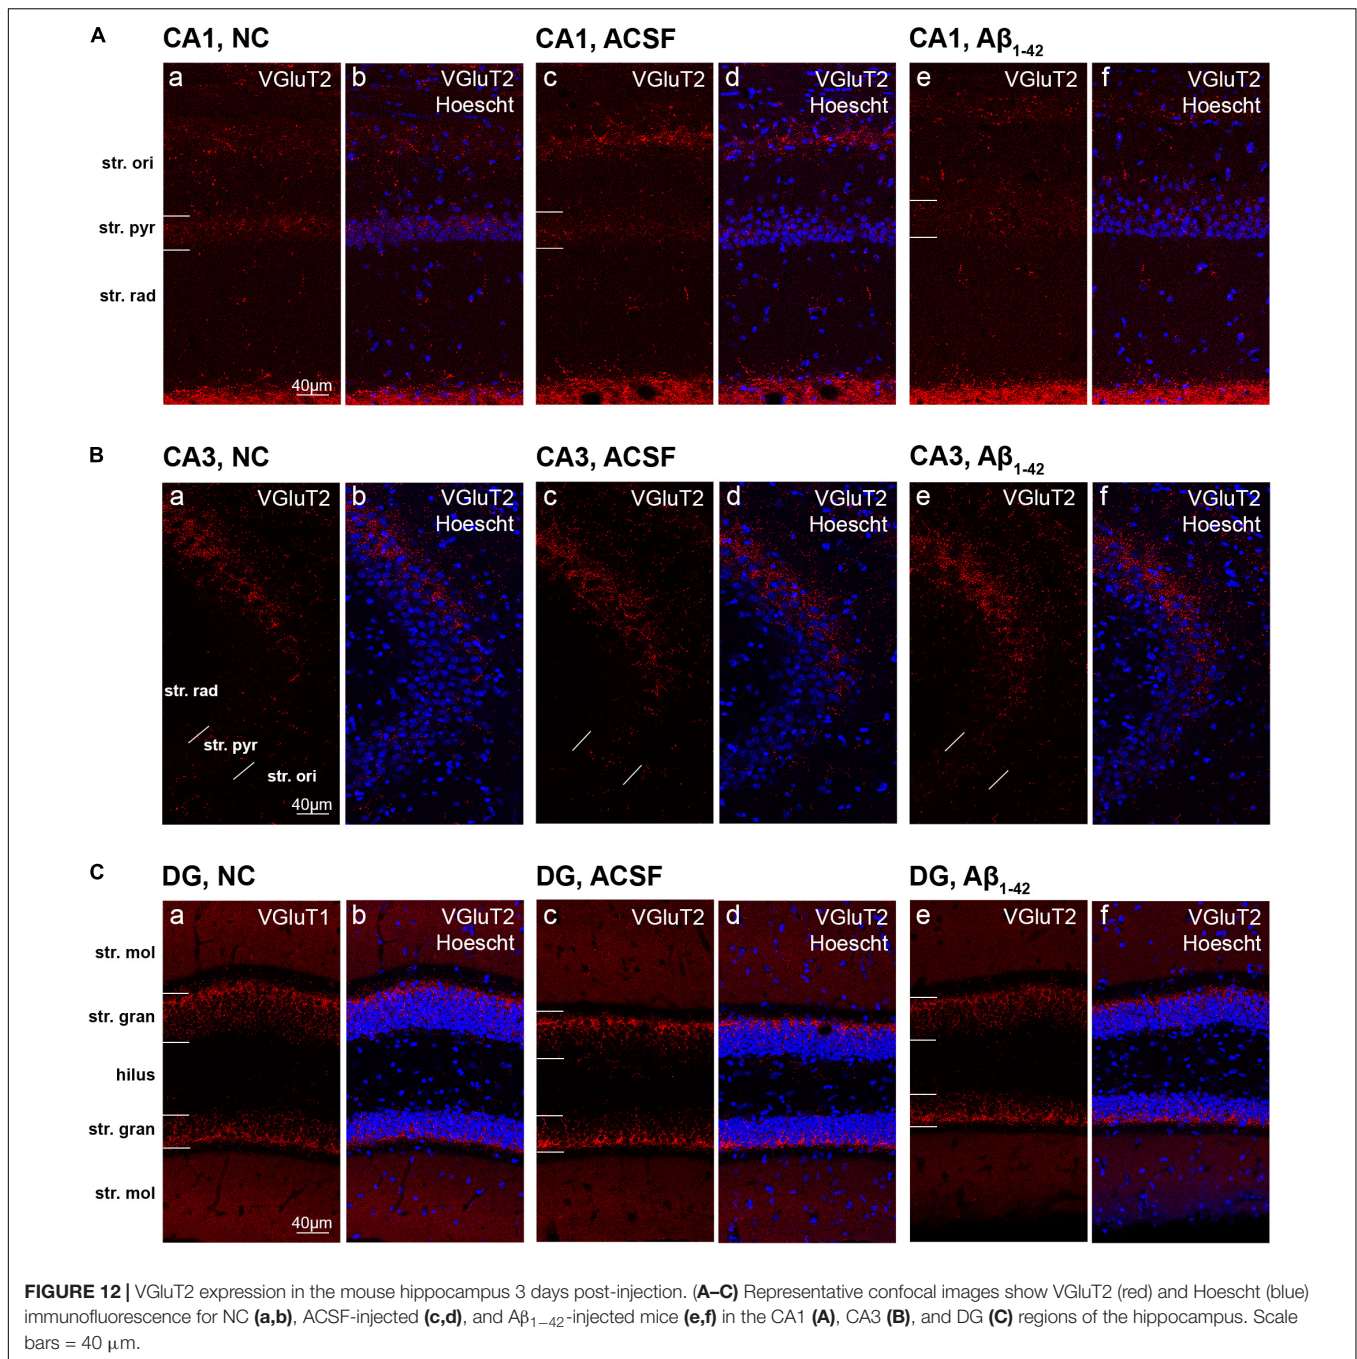 A
CA1, NC
CA1, ACSF
CA1, Aβ1-42
a
VGluT2
b
VGluT2
Hoescht
c
VGluT2
d
VGluT2
Hoescht
e
VGluT2
f
VGluT2
Hoescht
str. ori
str. pyr
str. rad
40µm
B
CA3, NC
CA3, ACSF
CA3, Aβ1-42
a
VGluT2
b
VGluT2
Hoescht
c
VGluT2
d
VGluT2
Hoescht
e
VGluT2
f
VGluT2
Hoescht
str. rad
str. pyr
str. ori
40µm
C
DG, NC
DG, ACSF
DG, Aβ1-42
a
VGluT1
b
VGluT2
Hoescht
c
VGluT2
d
VGluT2
Hoescht
e
VGluT2
f
VGluT2
Hoescht
str. mol
str. gran
hilus
str. gran
str. mol
40µm
FIGURE 12 | VGluT2 expression in the mouse hippocampus 3 days post-injection. (A–C) Representative confocal images show VGluT2 (red) and Hoescht (blue)
immunofluorescence for NC (a,b), ACSF-injected (c,d), and Aβ1−42-injected mice (e,f) in the CA1 (A), CA3 (B), and DG (C) regions of the hippocampus. Scale
bars = 40 μm.